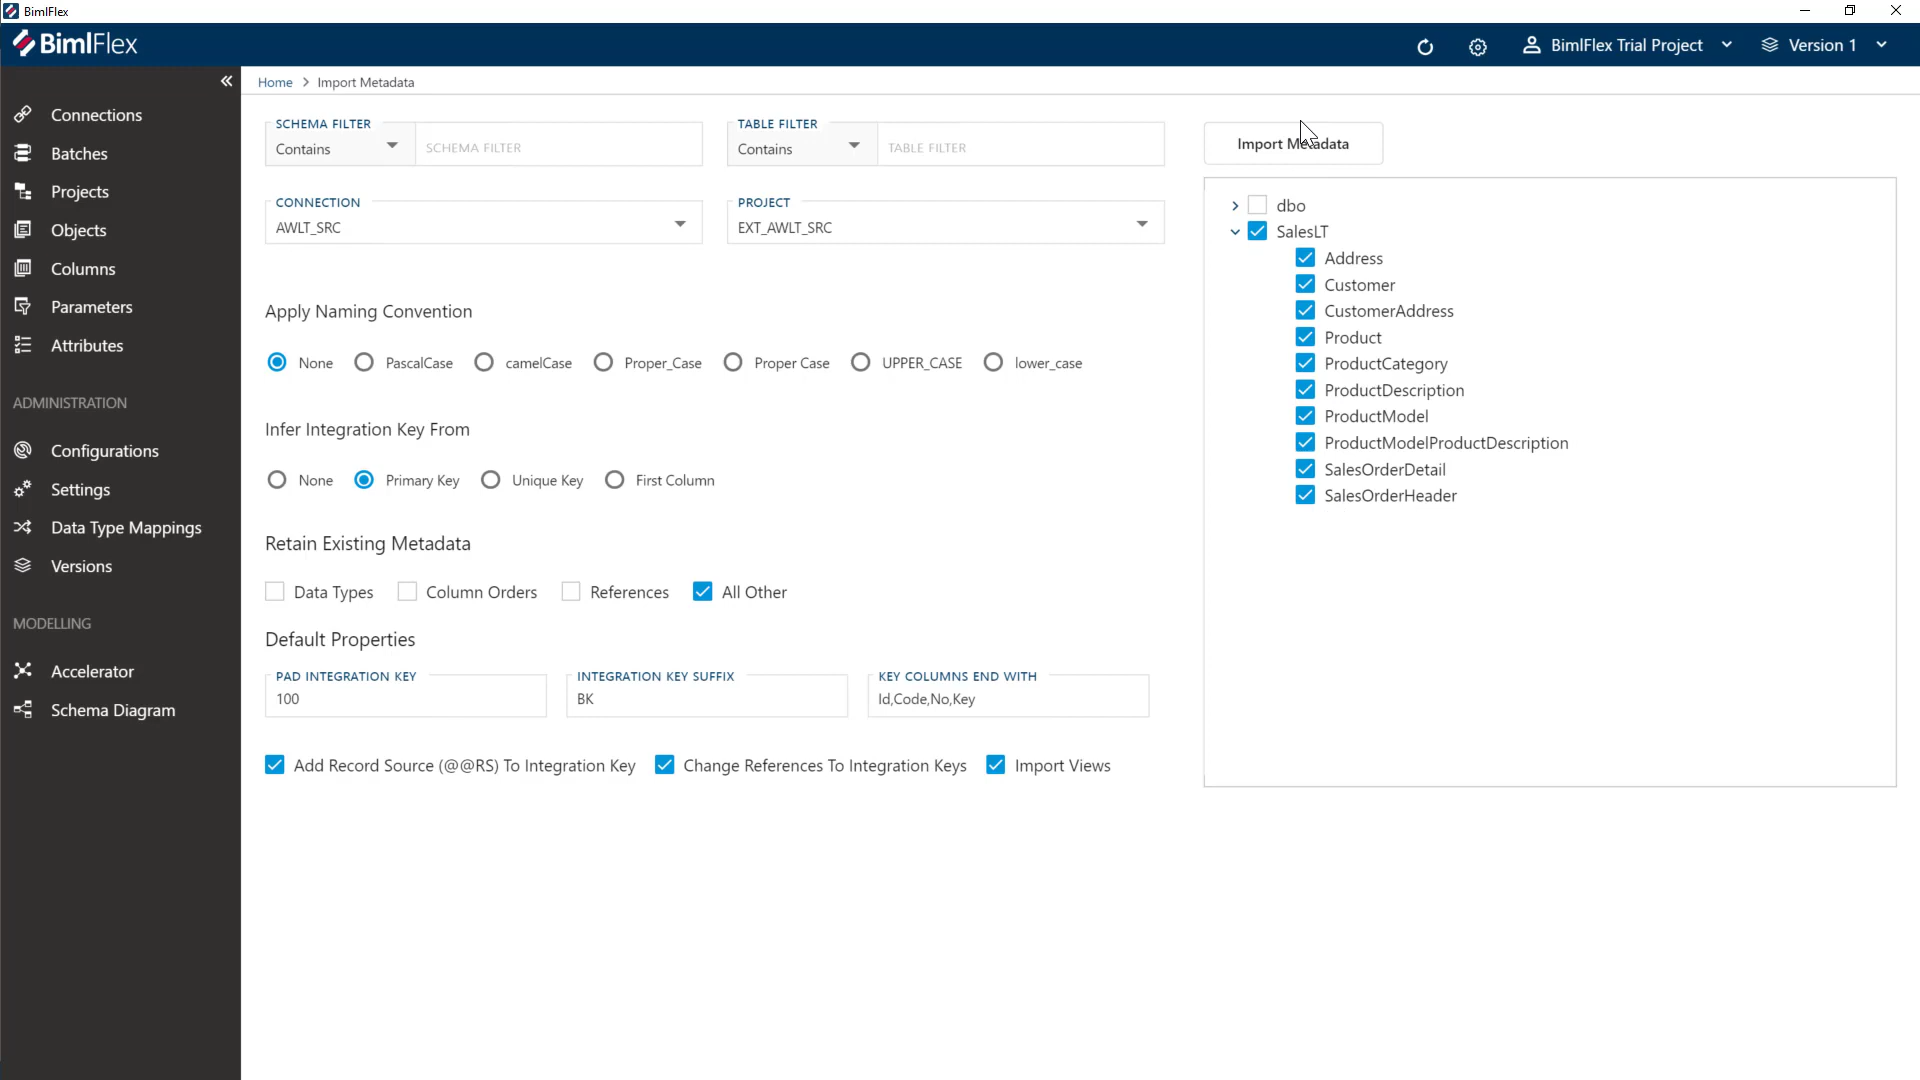 BimlFlex
BimlFlex
BimlFlex Trial Project
Version 1
Home > Import Metadata
Connections
Batches
Projects
Objects
Columns
Parameters
Attributes
ADMINISTRATION
Configurations
Settings
Data Type Mappings
Versions
MODELLING
Accelerator
Schema Diagram
SCHEMA FILTER
Contains
SCHEMA FILTER
TABLE FILTER
Contains
TABLE FILTER
CONNECTION
AWLT_SRC
PROJECT
EXT_AWLT_SRC
Apply Naming Convention
None PascalCase camelCase Proper_Case Proper Case UPPER_CASE lower_case
Infer Integration Key From
None Primary Key Unique Key First Column
Retain Existing Metadata
Data Types Column Orders References All Other
Default Properties
PAD INTEGRATION KEY
100
INTEGRATION KEY SUFFIX
BK
KEY COLUMNS END WITH
Id,Code,No,Key
Add Record Source (@@RS) To Integration Key Change References To Integration Keys Import Views
Import Metadata
dbo
SalesLT
Address
Customer
CustomerAddress
Product
ProductCategory
ProductDescription
ProductModel
ProductModelProductDescription
SalesOrderDetail
SalesOrderHeader